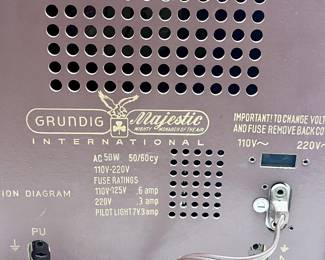 GRUNDIG Majestic
MIGHTY MONARCH OF THE AIR
INTERNATIONAL
IMPORTANT! TO CHANGE VOLT
AND FUSE REMOVE BACK CO
110V~ 220V~
AC 50W 50/60cy
110V-220V
FUSE RATINGS
110V-125V .6 amp
220V .3 amp
PILOT LIGHT 7V.3 amp
ION DIAGRAM
PU